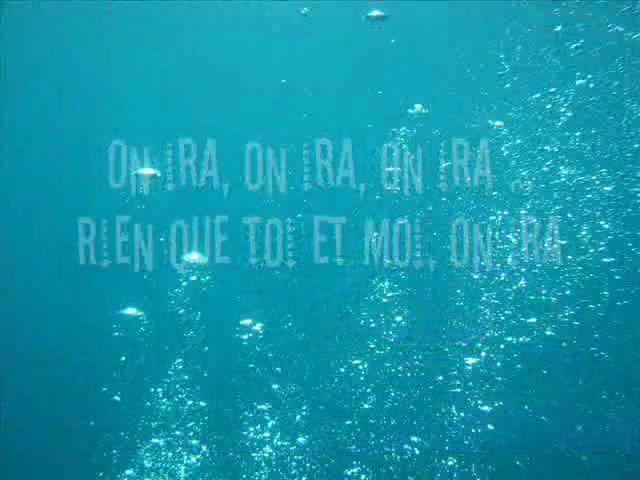 ON IRA, ON IRA, ON IRA ...
RIEN QUE TOI ET MOI, ON IRA